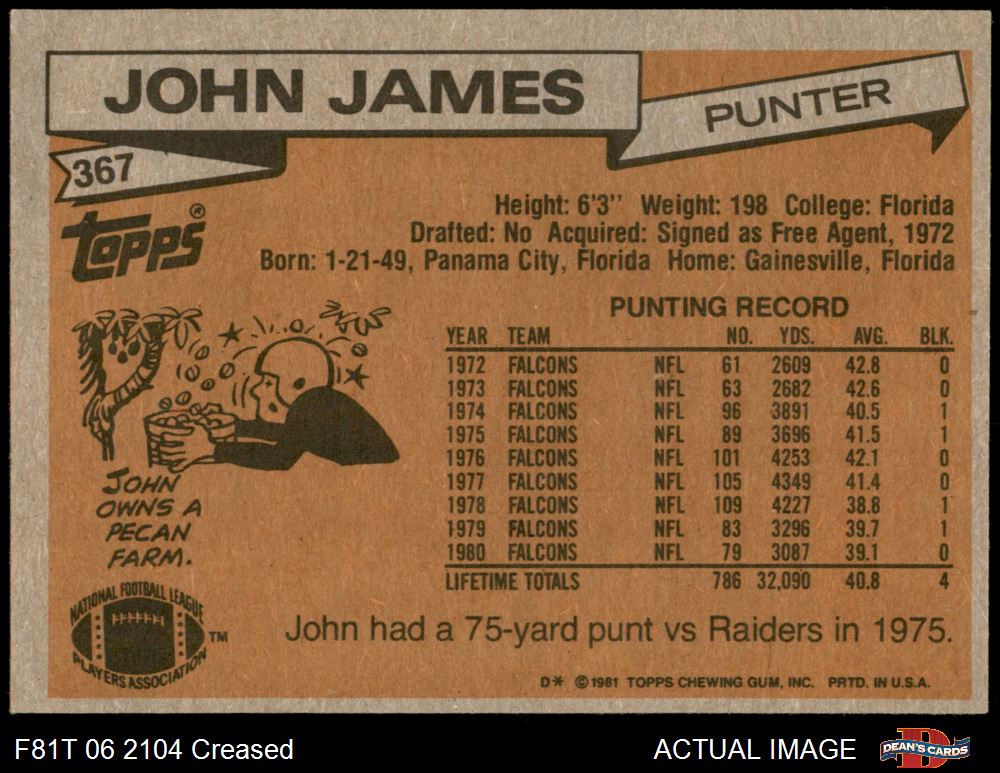 JOHN JAMES
PUNTER
367
TOPPS®
Height: 6'3" Weight: 198 College: Florida
Drafted: No Acquired: Signed as Free Agent, 1972
Born: 1-21-49, Panama City, Florida Home: Gainesville, Florida
PUNTING RECORD
YEAR TEAM NO. YDS. AVG. BLK.
1972 FALCONS NFL 61 2609 42.8 0
1973 FALCONS NFL 63 2682 42.6 0
1974 FALCONS NFL 96 3891 40.5 1
1975 FALCONS NFL 89 3696 41.5 1
1976 FALCONS NFL 101 4253 42.1 0
1977 FALCONS NFL 105 4349 41.4 0
1978 FALCONS NFL 109 4227 38.8 1
1979 FALCONS NFL 83 3296 39.7 1
1980 FALCONS NFL 79 3087 39.1 0
LIFETIME TOTALS 786 32,090 40.8 4
JOHN
OWNS A
PECAN
FARM.
NATIONAL FOOTBALL LEAGUE
PLAYERS ASSOCIATION
TM
John had a 75-yard punt vs Raiders in 1975.
D* © 1981 TOPPS CHEWING GUM, INC. PRTD. IN U.S.A.
F81T 06 2104 Creased
ACTUAL IMAGE
DEAN'S CARDS